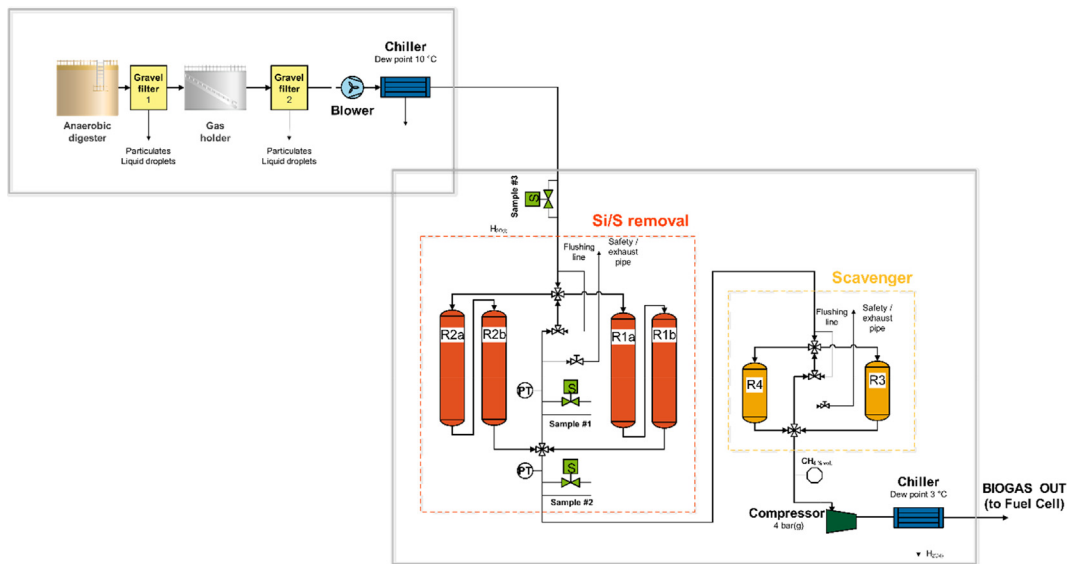 Chiller
Dew point 10 °C
Gravel
filter
1
Gravel
filter
2
Blower
Anaerobic
digester
Gas
holder
Particulates
Liquid droplets
Particulates
Liquid droplets
Sample #3
Si/S removal
Flushing
line
Safety /
exhaust
pipe
R2a
R2b
R1a
R1b
PT
S
S
Sample #1
PT
S
Sample #2
Scavenger
Flushing
line
Safety /
exhaust
pipe
R4
R3
CH4 % vol.
Chiller
Dew point 3 °C
BIOGAS OUT
(to Fuel Cell)
Compressor
4 bar(g)